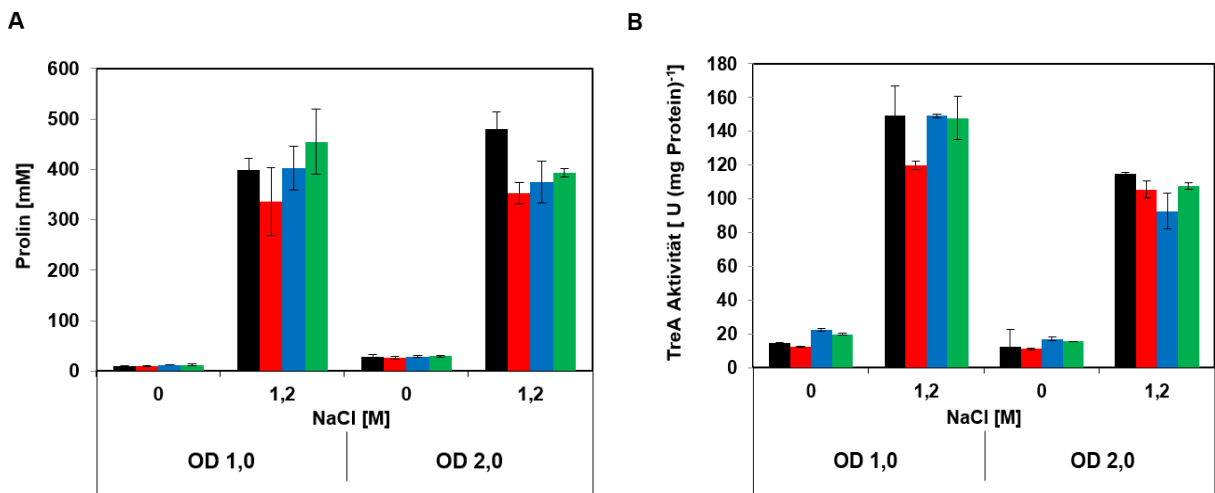 A
Prolin [mM]
600
500
400
300
200
100
0
0
1,2
0
1,2
NaCl [M]
OD 1,0
OD 2,0
B
TreA Aktivität [ U (mg Protein)⁻¹]
180
160
140
120
100
80
60
40
20
0
0
1,2
0
1,2
NaCl [M]
OD 1,0
OD 2,0